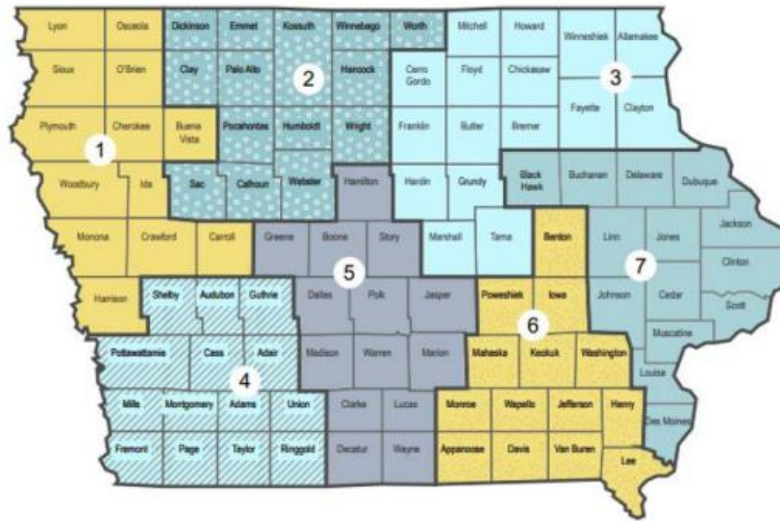 Lyon Osceola Dickinson Emmet Kossuth Winnebago Worth Mitchell Howard Winneshiek Allamakee
Sioux O'Brien Clay Palo Alto 2 Hancock Cerro Gordo Floyd Chickasaw 3
Plymouth Cherokee Buena Vista Pocahontas Humboldt Wright Franklin Butler Bremer Fayette Clayton
1
Woodbury Ida Sac Calhoun Webster Hamilton Hardin Grundy Black Hawk Buchanan Delaware Dubuque
Monona Crawford Carroll Greene Boone Story Marshall Tama Benton Linn Jones Jackson
5 7 Clinton
Harrison Shelby Audubon Guthrie Dallas Polk Jasper Poweshiek Iowa Johnson Cedar Scott
6 Muscatine
Pottawattamie Cass Adair Madison Warren Marion Mahaska Keokuk Washington Louise
4
Mills Montgomery Adams Union Clarke Lucas Monroe Wapello Jefferson Henry Des Moines
Fremont Page Taylor Ringgold Decatur Wayne Appanoose Davis Van Buren Lee